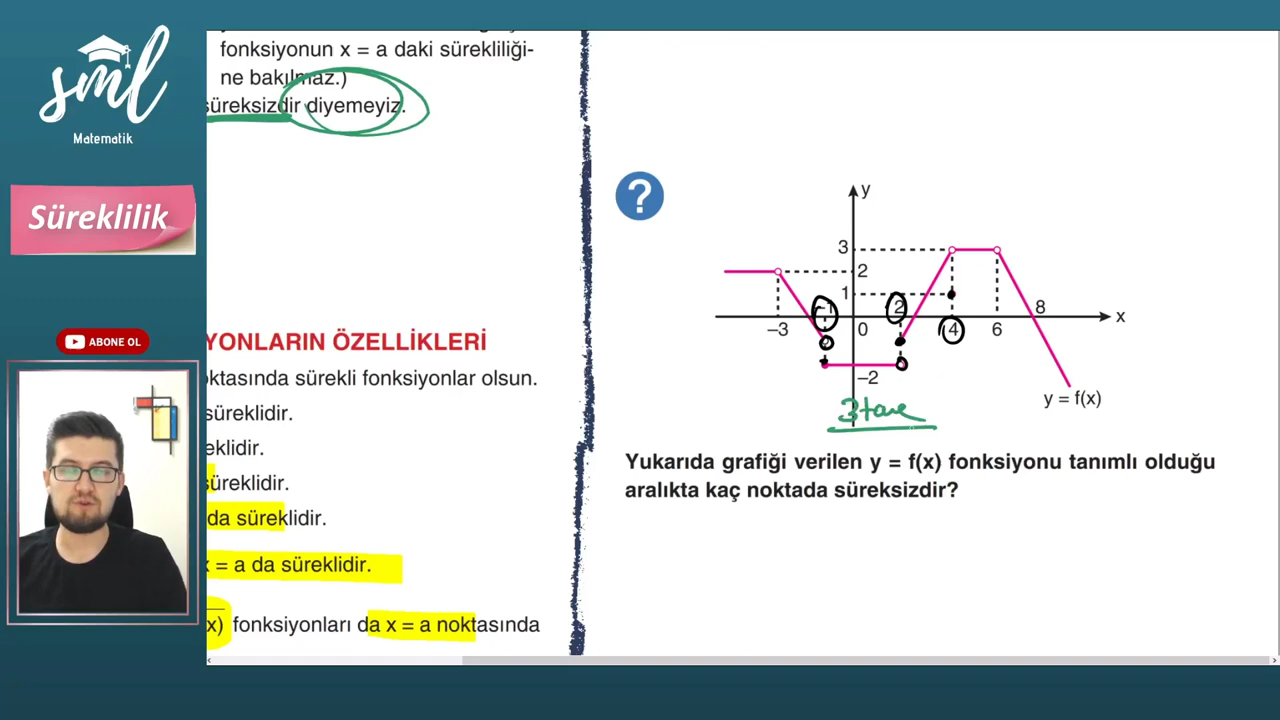 sml
Matematik
Süreklilik
ABONE OL
fonksiyonun x = a daki sürekliliği-
ne bakılmaz.)
süreksizdir diyemeyiz.
YONLARIN ÖZELLİKLERİ
oktasında sürekli fonksiyonlar olsun.
süreklidir.
eklidir.
süreklidir.
da süreklidir.
x = a da süreklidir.
x) fonksiyonları da x = a noktasında
?
y
3
2
1
–1
2
8
x
–3
0
4
6
–2
y = f(x)
3 tane
Yukarıda grafiği verilen y = f(x) fonksiyonu tanımlı olduğu
aralıkta kaç noktada süreksizdir?